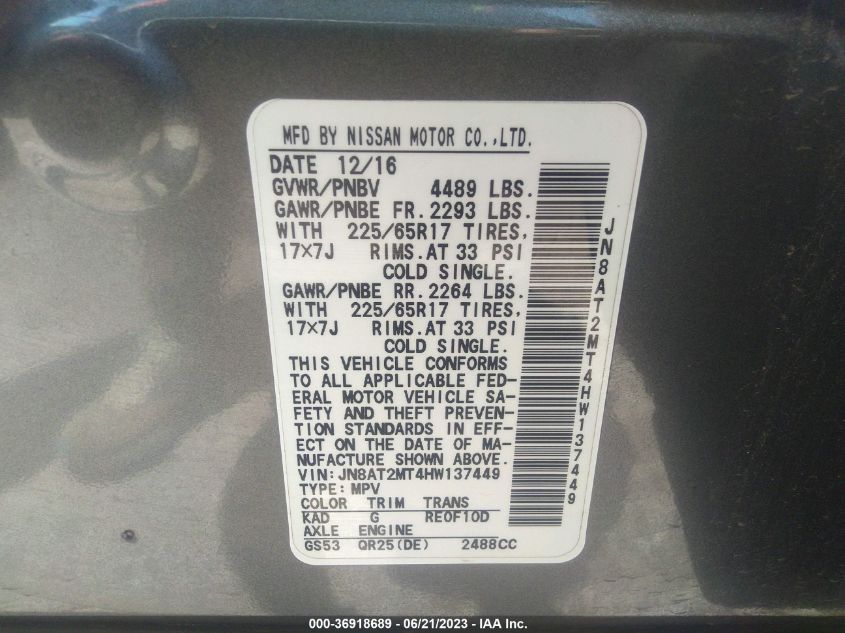 MFD BY NISSAN MOTOR CO.,LTD.
DATE 12/16
GVWR/PNBV 4489 LBS.
GAWR/PNBE FR. 2293 LBS.
WITH 225/65R17 TIRES,
17×7J RIMS.AT 33 PSI
COLD SINGLE.
GAWR/PNBE RR. 2264 LBS.
WITH 225/65R17 TIRES,
17×7J RIMS.AT 33 PSI
COLD SINGLE.
THIS VEHICLE CONFORMS
TO ALL APPLICABLE FED-
ERAL MOTOR VEHICLE SA-
FETY AND THEFT PREVEN-
TION STANDARDS IN EFF-
ECT ON THE DATE OF MA-
NUFACTURE SHOWN ABOVE.
VIN:JN8AT2MT4HW137449
TYPE:MPV
COLOR TRIM TRANS
KAD G RE0F10D
AXLE ENGINE
GS53 QR25(DE) 2488CC
JN8AT2MT4HW137449
000-36918689 - 06/21/2023 - IAA Inc.